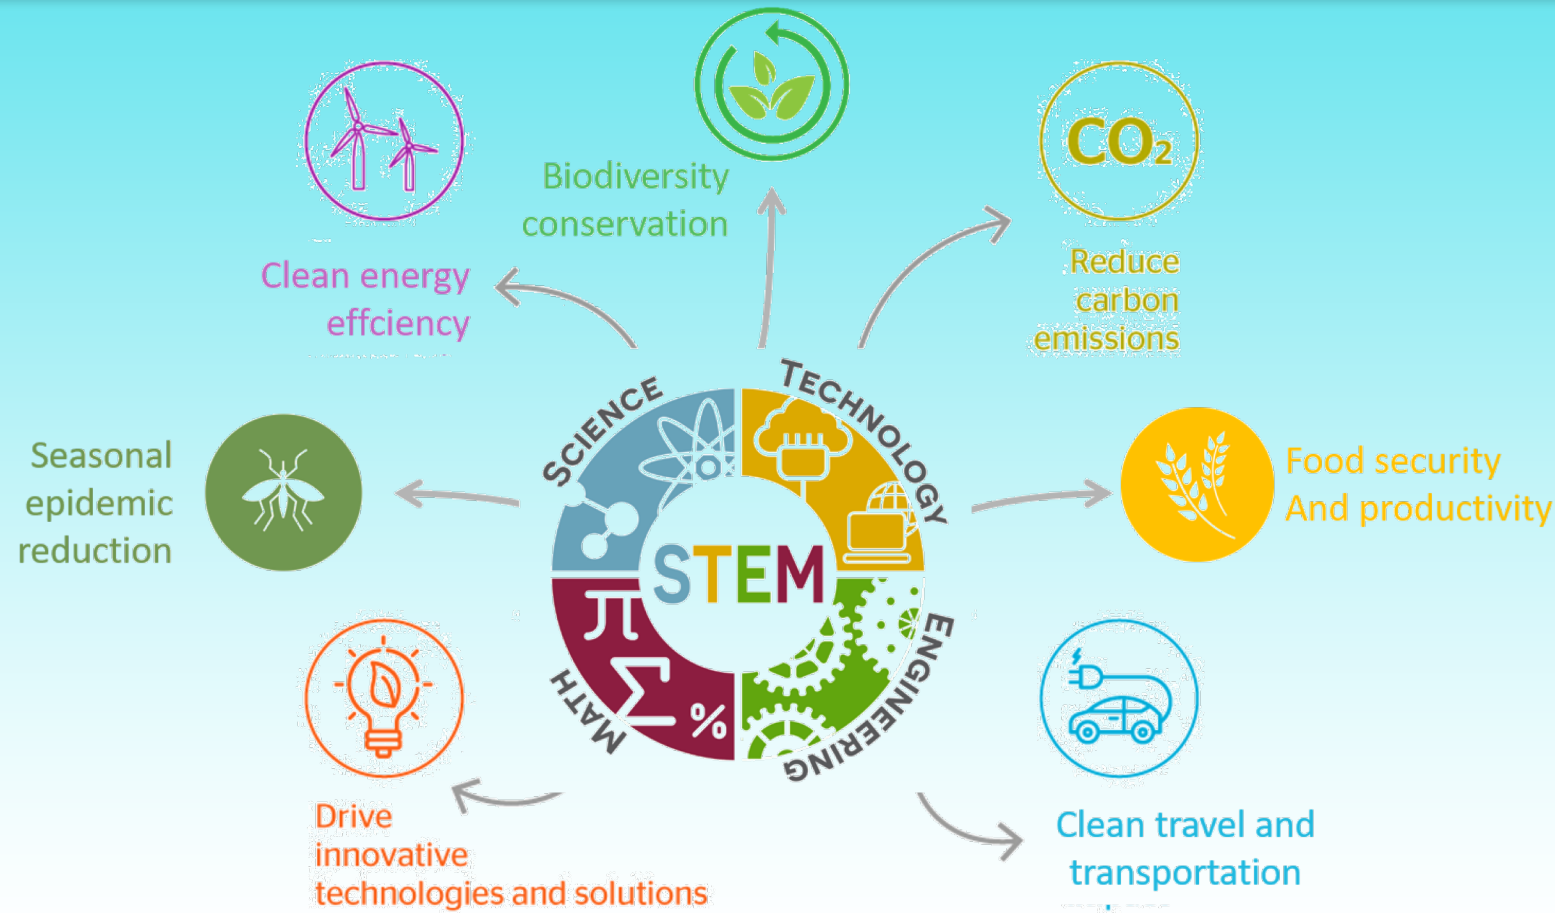 CO₂
Biodiversity
conservation
Clean energy
effciency
Reduce
carbon
emissions
SCIENCE
TECHNOLOGY
Seasonal
epidemic
reduction
Food security
And productivity
STEM
π
Σ
%
MATH
ENGINEERING
Drive
innovative
technologies and solutions
Clean travel and
transportation